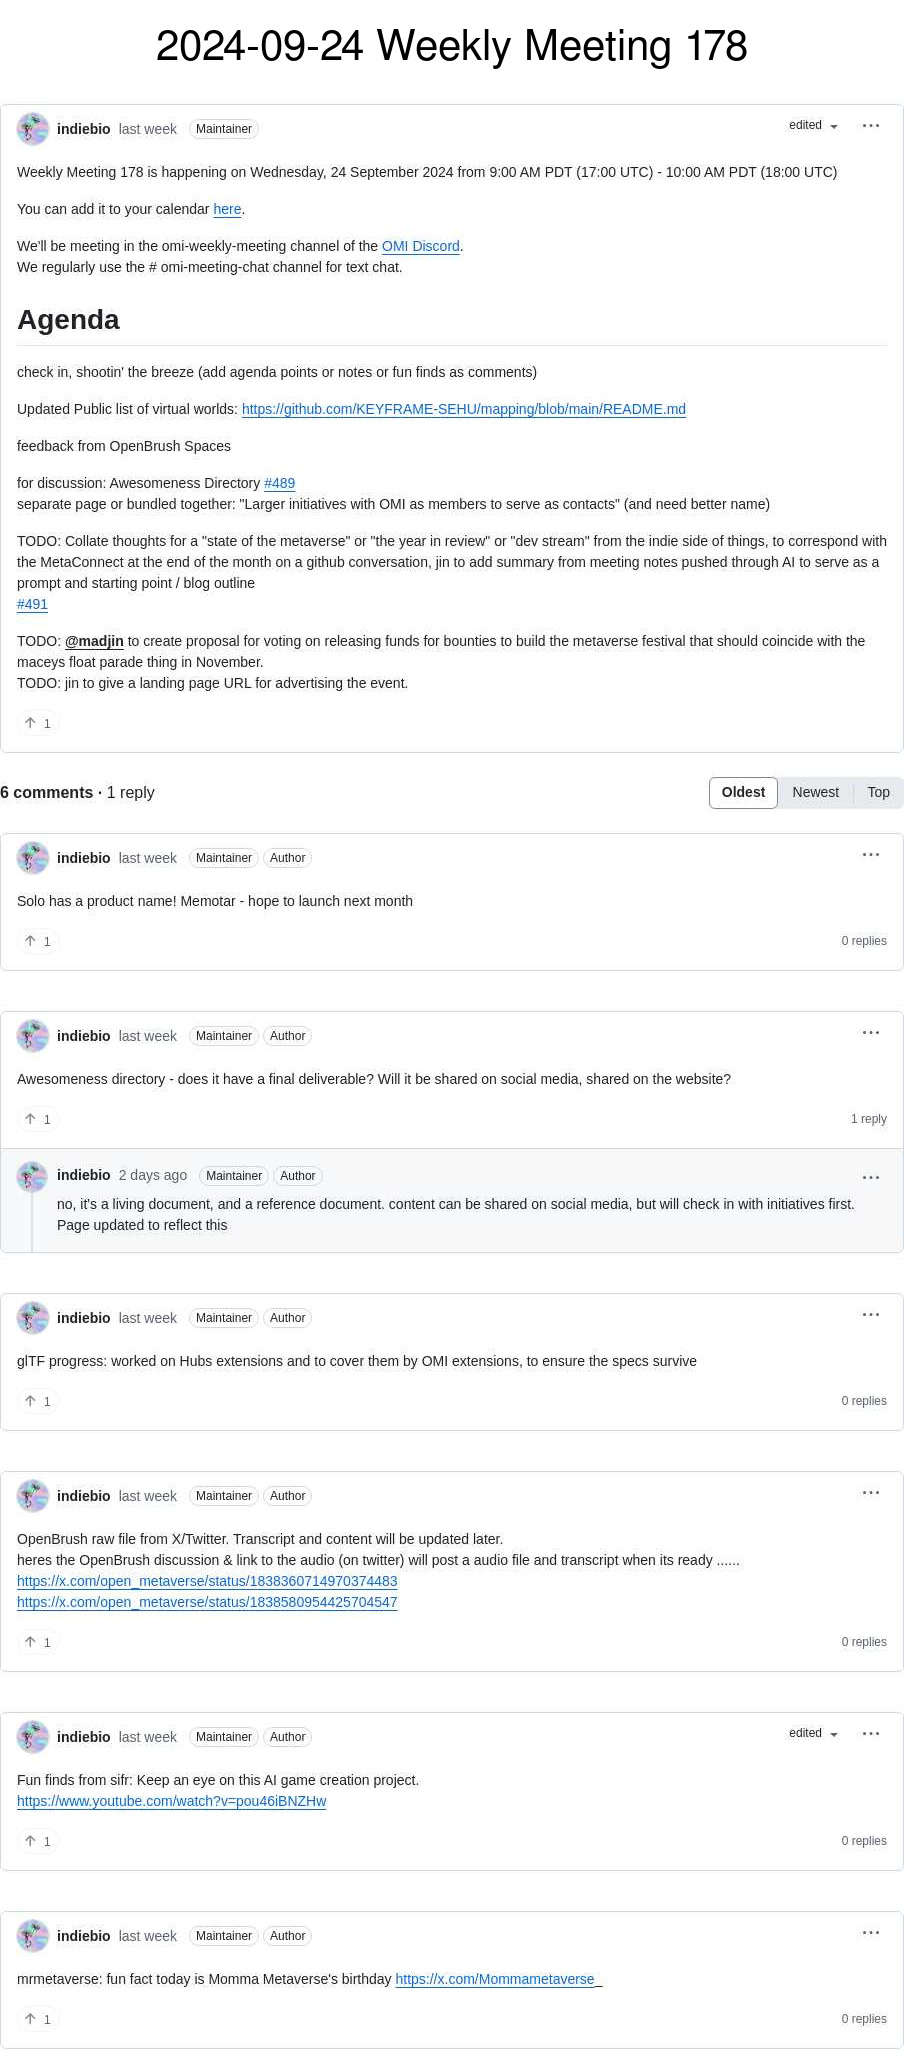 2024-09-24 Weekly Meeting 178
indiebio last week Maintainer edited
Weekly Meeting 178 is happening on Wednesday, 24 September 2024 from 9:00 AM PDT (17:00 UTC) - 10:00 AM PDT (18:00 UTC)
You can add it to your calendar here.
We'll be meeting in the omi-weekly-meeting channel of the OMI Discord.
We regularly use the # omi-meeting-chat channel for text chat.
Agenda
check in, shootin' the breeze (add agenda points or notes or fun finds as comments)
Updated Public list of virtual worlds: https://github.com/KEYFRAME-SEHU/mapping/blob/main/README.md
feedback from OpenBrush Spaces
for discussion: Awesomeness Directory #489
separate page or bundled together: "Larger initiatives with OMI as members to serve as contacts" (and need better name)
TODO: Collate thoughts for a "state of the metaverse" or "the year in review" or "dev stream" from the indie side of things, to correspond with
the MetaConnect at the end of the month on a github conversation, jin to add summary from meeting notes pushed through AI to serve as a
prompt and starting point / blog outline
#491
TODO: @madjin to create proposal for voting on releasing funds for bounties to build the metaverse festival that should coincide with the
maceys float parade thing in November.
TODO: jin to give a landing page URL for advertising the event.
1
6 comments · 1 reply Oldest Newest Top
indiebio last week Maintainer Author
Solo has a product name! Memotar - hope to launch next month
1 0 replies
indiebio last week Maintainer Author
Awesomeness directory - does it have a final deliverable? Will it be shared on social media, shared on the website?
1 1 reply
indiebio 2 days ago Maintainer Author
no, it's a living document, and a reference document. content can be shared on social media, but will check in with initiatives first.
Page updated to reflect this
indiebio last week Maintainer Author
glTF progress: worked on Hubs extensions and to cover them by OMI extensions, to ensure the specs survive
1 0 replies
indiebio last week Maintainer Author
OpenBrush raw file from X/Twitter. Transcript and content will be updated later.
heres the OpenBrush discussion & link to the audio (on twitter) will post a audio file and transcript when its ready ......
https://x.com/open_metaverse/status/1838360714970374483
https://x.com/open_metaverse/status/1838580954425704547
1 0 replies
indiebio last week Maintainer Author edited
Fun finds from sifr: Keep an eye on this AI game creation project.
https://www.youtube.com/watch?v=pou46iBNZHw
1 0 replies
indiebio last week Maintainer Author
mrmetaverse: fun fact today is Momma Metaverse's birthday https://x.com/Mommametaverse_
1 0 replies